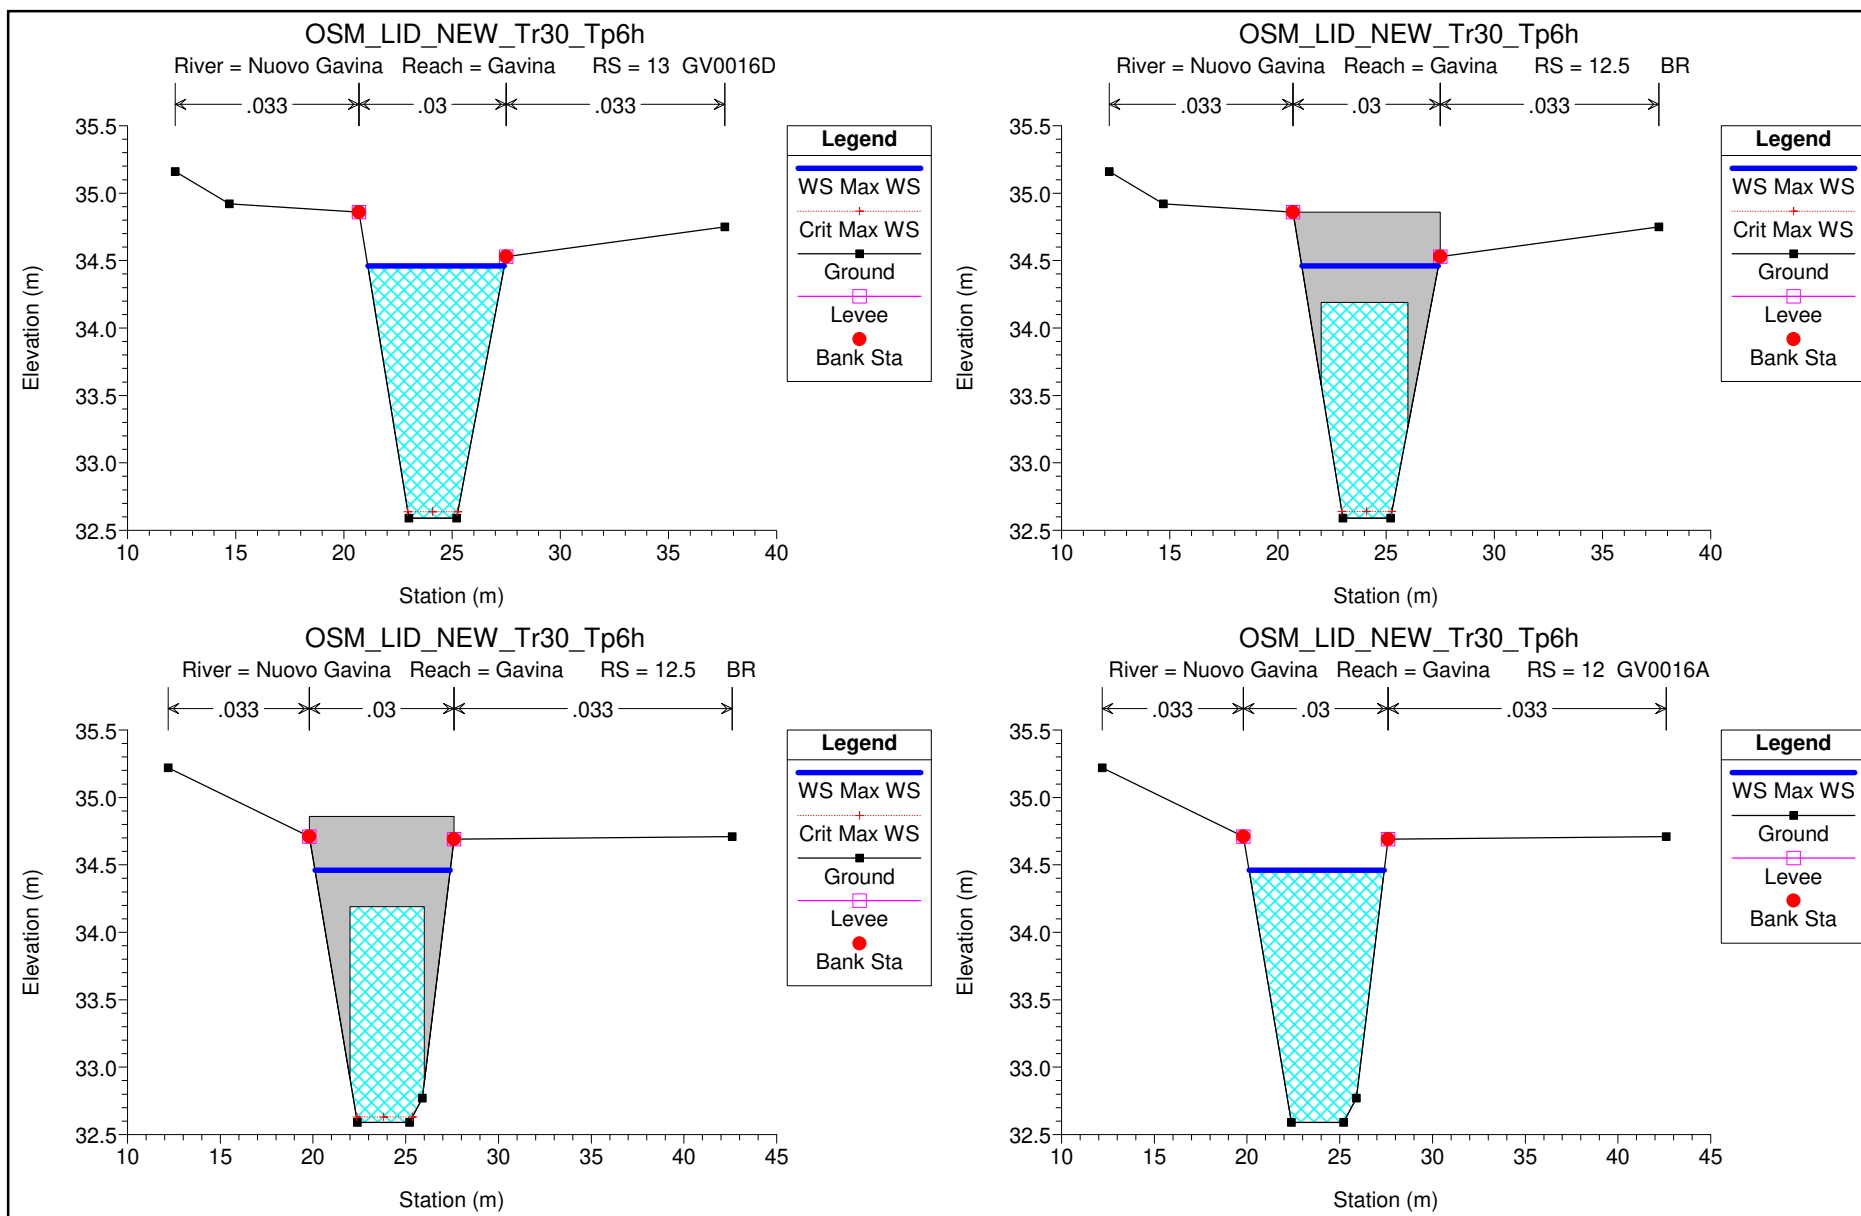 OSM_LID_NEW_Tr30_Tp6h
River = Nuovo Gavina Reach = Gavina RS = 13 GV0016D
.033 .03 .033
35.5
35.0
34.5
34.0
33.5
33.0
32.5
Elevation (m)
10 15 20 25 30 35 40
Station (m)
Legend
WS Max WS
Crit Max WS
Ground
Levee
Bank Sta
OSM_LID_NEW_Tr30_Tp6h
River = Nuovo Gavina Reach = Gavina RS = 12.5 BR
.033 .03 .033
35.5
35.0
34.5
34.0
33.5
33.0
32.5
Elevation (m)
10 15 20 25 30 35 40
Station (m)
Legend
WS Max WS
Crit Max WS
Ground
Levee
Bank Sta
OSM_LID_NEW_Tr30_Tp6h
River = Nuovo Gavina Reach = Gavina RS = 12.5 BR
.033 .03 .033
35.5
35.0
34.5
34.0
33.5
33.0
32.5
Elevation (m)
10 15 20 25 30 35 40 45
Station (m)
Legend
WS Max WS
Crit Max WS
Ground
Levee
Bank Sta
OSM_LID_NEW_Tr30_Tp6h
River = Nuovo Gavina Reach = Gavina RS = 12 GV0016A
.033 .03 .033
35.5
35.0
34.5
34.0
33.5
33.0
32.5
Elevation (m)
10 15 20 25 30 35 40 45
Station (m)
Legend
WS Max WS
Ground
Levee
Bank Sta